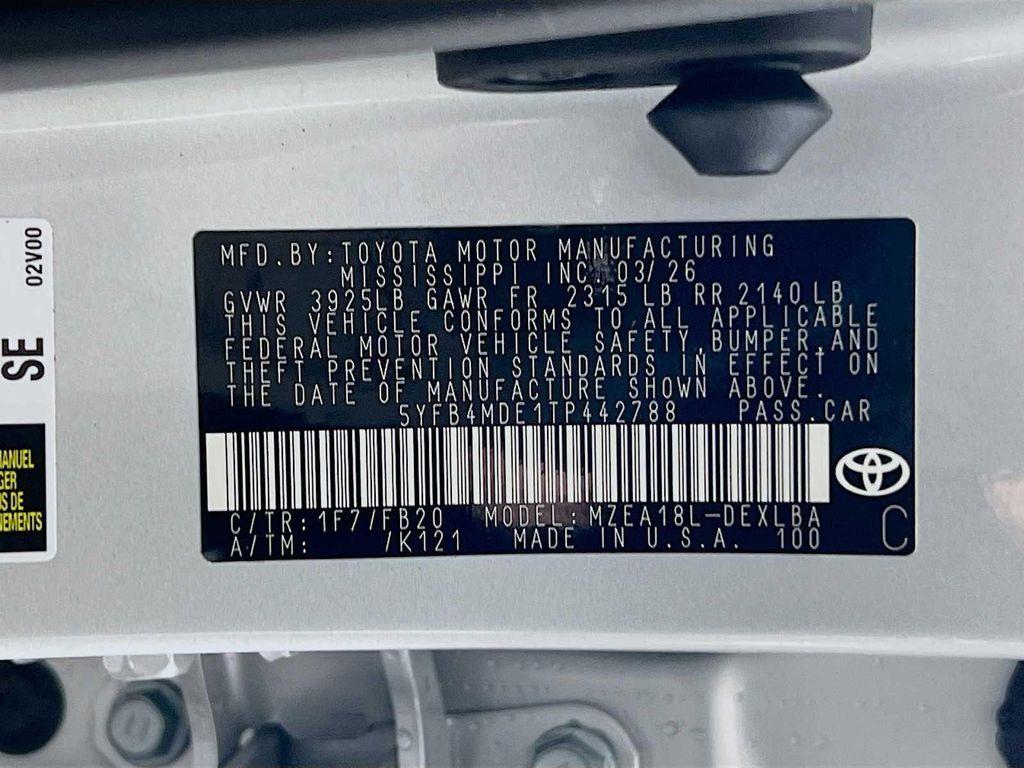 MFD.BY:TOYOTA MOTOR MANUFACTURING
MISSISSIPPI INC. 03/26
GVWR 3925LB GAWR FR 2315LB RR 2140LB
THIS VEHICLE CONFORMS TO ALL APPLICABLE
FEDERAL MOTOR VEHICLE SAFETY,BUMPER,AND
THEFT PREVENTION STANDARDS IN EFFECT ON
THE DATE OF MANUFACTURE SHOWN ABOVE.
5YFB4MDE1TP442788 PASS.CAR
C/TR:1F7/FB20 MODEL:MZEA18L-DEXLBA
A/TM: /K121 MADE IN U.S.A. 100
C
02V00
SE
MANUEL
DE